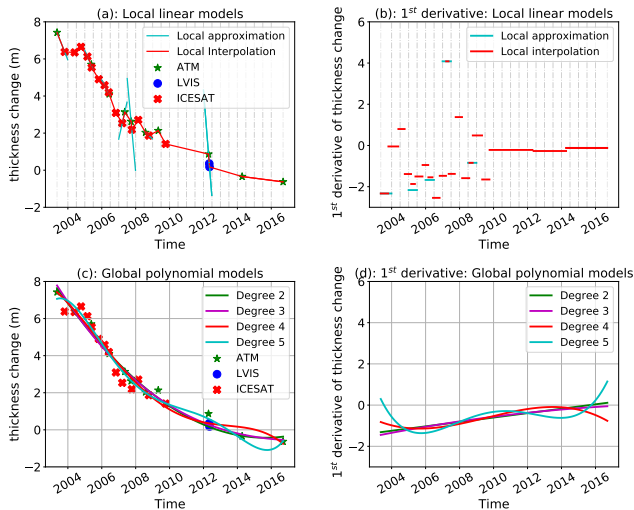 (a): Local linear models
thickness change (m)
8
6
4
2
0
−2
Local approximation
Local Interpolation
ATM
LVIS
ICESAT
2004
2006
2008
2010
2012
2014
2016
Time
(b): 1st derivative: Local linear models
1st derivative of thickness change
6
4
2
0
−2
Local approximation
Local interpolation
2004
2006
2008
2010
2012
2014
2016
Time
(c): Global polynomial models
thickness change (m)
8
6
4
2
0
−2
Degree 2
Degree 3
Degree 4
Degree 5
ATM
LVIS
ICESAT
2004
2006
2008
2010
2012
2014
2016
Time
(d): 1st derivative: Global polynomial models
1st derivative of thickness change
6
4
2
0
−2
Degree 2
Degree 3
Degree 4
Degree 5
2004
2006
2008
2010
2012
2014
2016
Time